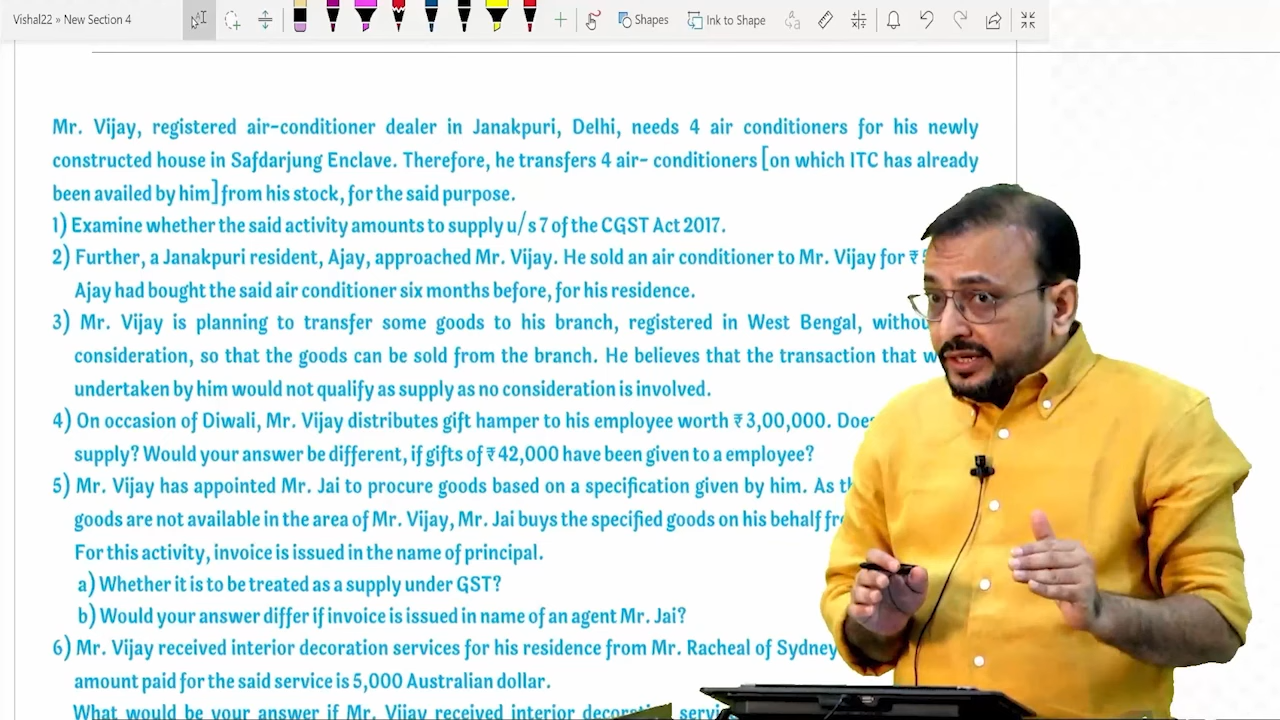 Vishal22 » New Section 4
Shapes
Ink to Shape
Mr. Vijay, registered air-conditioner dealer in Janakpuri, Delhi, needs 4 air conditioners for his newly
constructed house in Safdarjung Enclave. Therefore, he transfers 4 air- conditioners [on which ITC has already
been availed by him] from his stock, for the said purpose.
1) Examine whether the said activity amounts to supply u/s 7 of the CGST Act 2017.
2) Further, a Janakpuri resident, Ajay, approached Mr. Vijay. He sold an air conditioner to Mr. Vijay for ₹
Ajay had bought the said air conditioner six months before, for his residence.
3) Mr. Vijay is planning to transfer some goods to his branch, registered in West Bengal,
consideration, so that the goods can be sold from the branch. He believes that the transaction that
undertaken by him would not qualify as supply as no consideration is involved.
4) On occasion of Diwali, Mr. Vijay distributes gift hamper to his employee worth ₹ 3,00,000.
supply? Would your answer be different, if gifts of ₹ 42,000 have been given to a employee?
5) Mr. Vijay has appointed Mr. Jai to procure goods based on a specification given by him. As
goods are not available in the area of Mr. Vijay, Mr. Jai buys the specified goods on his behalf
For this activity, invoice is issued in the name of principal.
a) Whether it is to be treated as a supply under GST?
b) Would your answer differ if invoice is issued in name of an agent Mr. Jai?
6) Mr. Vijay received interior decoration services for his residence from Mr. Racheal of Sydney
amount paid for the said service is 5,000 Australian dollar.
What would be your answer if Mr. Vijay received interior